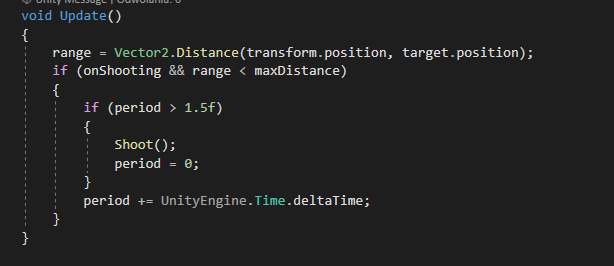 Unity Message | Odwołania: 0
void Update()
{
range = Vector2.Distance(transform.position, target.position);
if (onShooting && range < maxDistance)
{
if (period > 1.5f)
{
Shoot();
period = 0;
}
period += UnityEngine.Time.deltaTime;
}
}